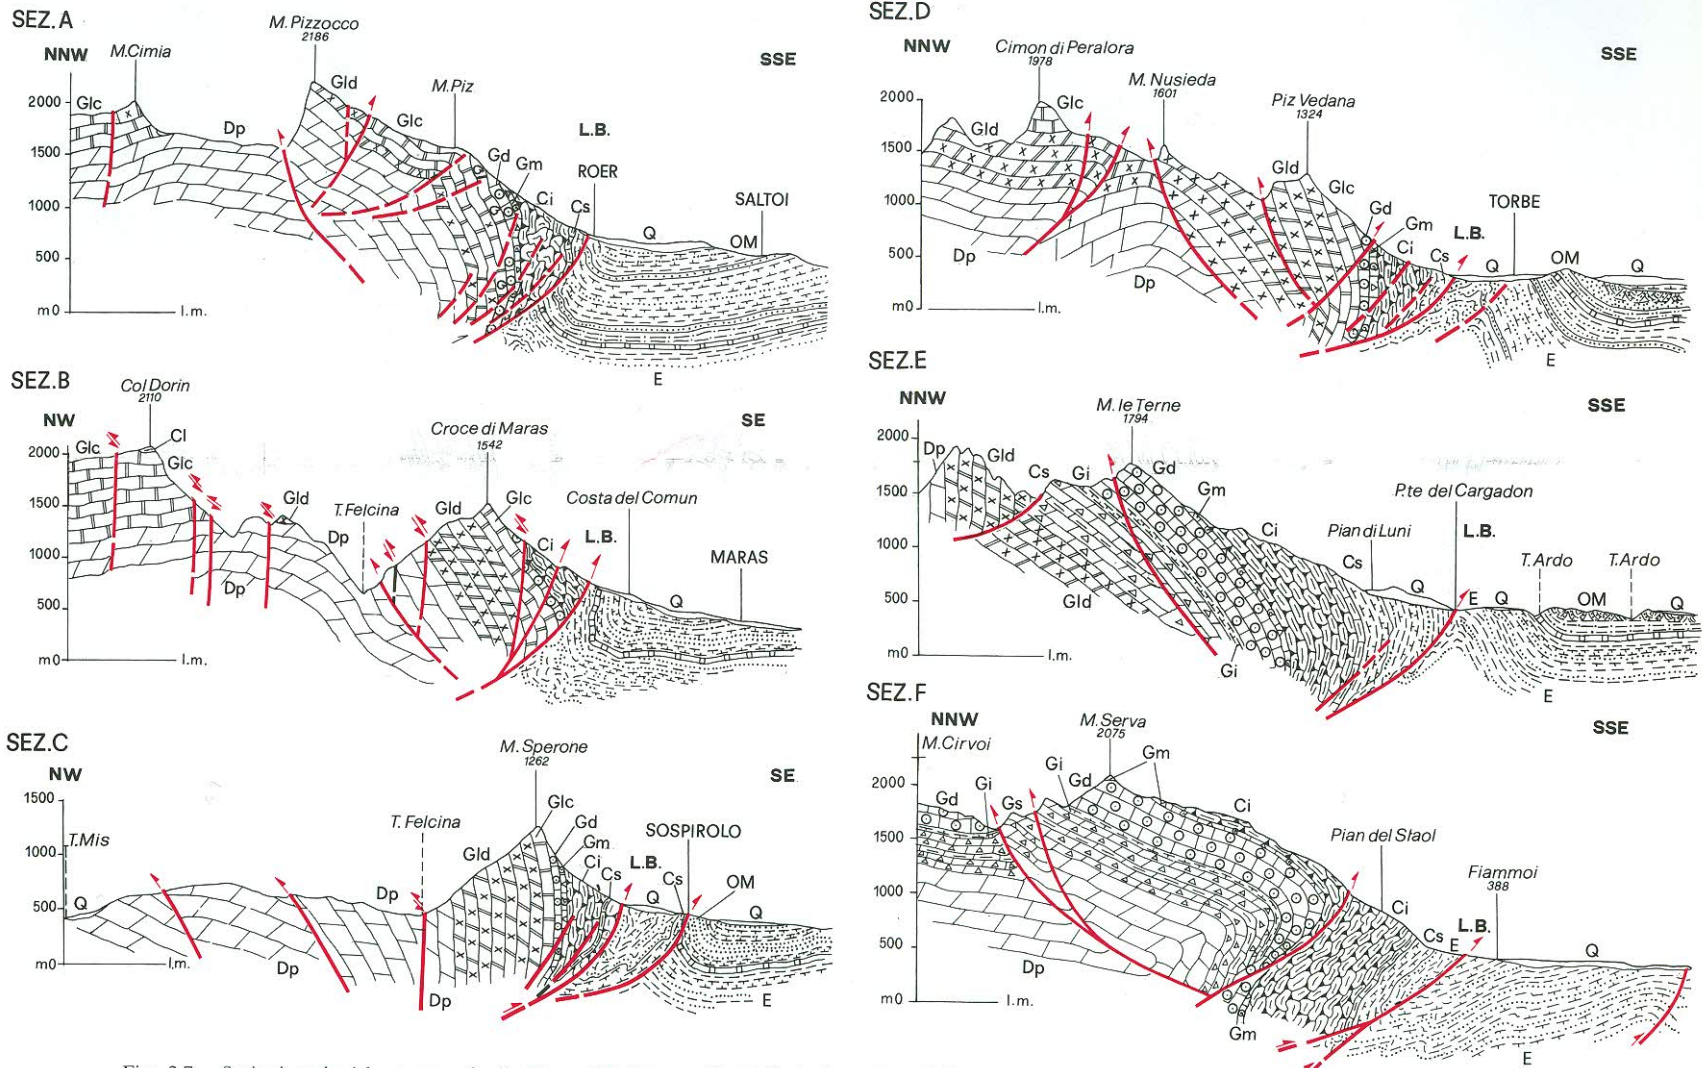 SEZ.A
NNW
SSE
M.Cimia
M.Pizzocco
2186
M.Piz
L.B.
ROER
SALTOI
2000
1500
1000
500
m0
l.m.
Glc
Dp
Gld
Glc
Gd
Gm
Ci
Cs
Q
OM
G
G
G
E
SEZ.B
NW
SE
Col Dorin
2110
Croce di Maras
1542
T.Felcina
Costa del Comun
L.B.
MARAS
2000
1500
1000
500
m0
l.m.
Glc
Cl
Glc
Gld
Dp
Dp
Gld
Glc
Ci
Q
SEZ.C
NW
SE
T.Mis
T. Felcina
M. Sperone
1262
SOSPIROLO
L.B.
1500
1000
500
m0
l.m.
Q
Dp
Dp
Dp
Gld
Glc
Gd
Gm
Ci
Cs
Q
Cs
OM
Q
E
SEZ.D
NNW
SSE
Cimon di Peralora
1978
M. Nusieda
1601
Piz Vedana
1324
L.B.
TORBE
2000
1500
1000
500
m0
l.m.
Gld
Glc
Dp
Dp
Gld
Glc
Gd
Gm
Ci
Cs
Q
OM
Q
E
SEZ.E
NNW
SSE
M. le Terne
1794
Pian di Luni
P.te del Cargadon
L.B.
T.Ardo
T.Ardo
2000
1500
1000
500
m0
l.m.
Dp
Gld
Cs
Gi
Gd
Gm
Ci
Cs
Q
E
Q
OM
Q
Gld
Gi
E
SEZ.F
NNW
SSE
M.Cirvoi
M.Serva
2075
Pian del Staol
Fiammoi
388
L.B.
2000
1500
1000
500
m0
l.m.
Gd
Gi
Gs
Gi
Gd
Gm
Ci
Ci
Cs
E
Q
Dp
Gm
E